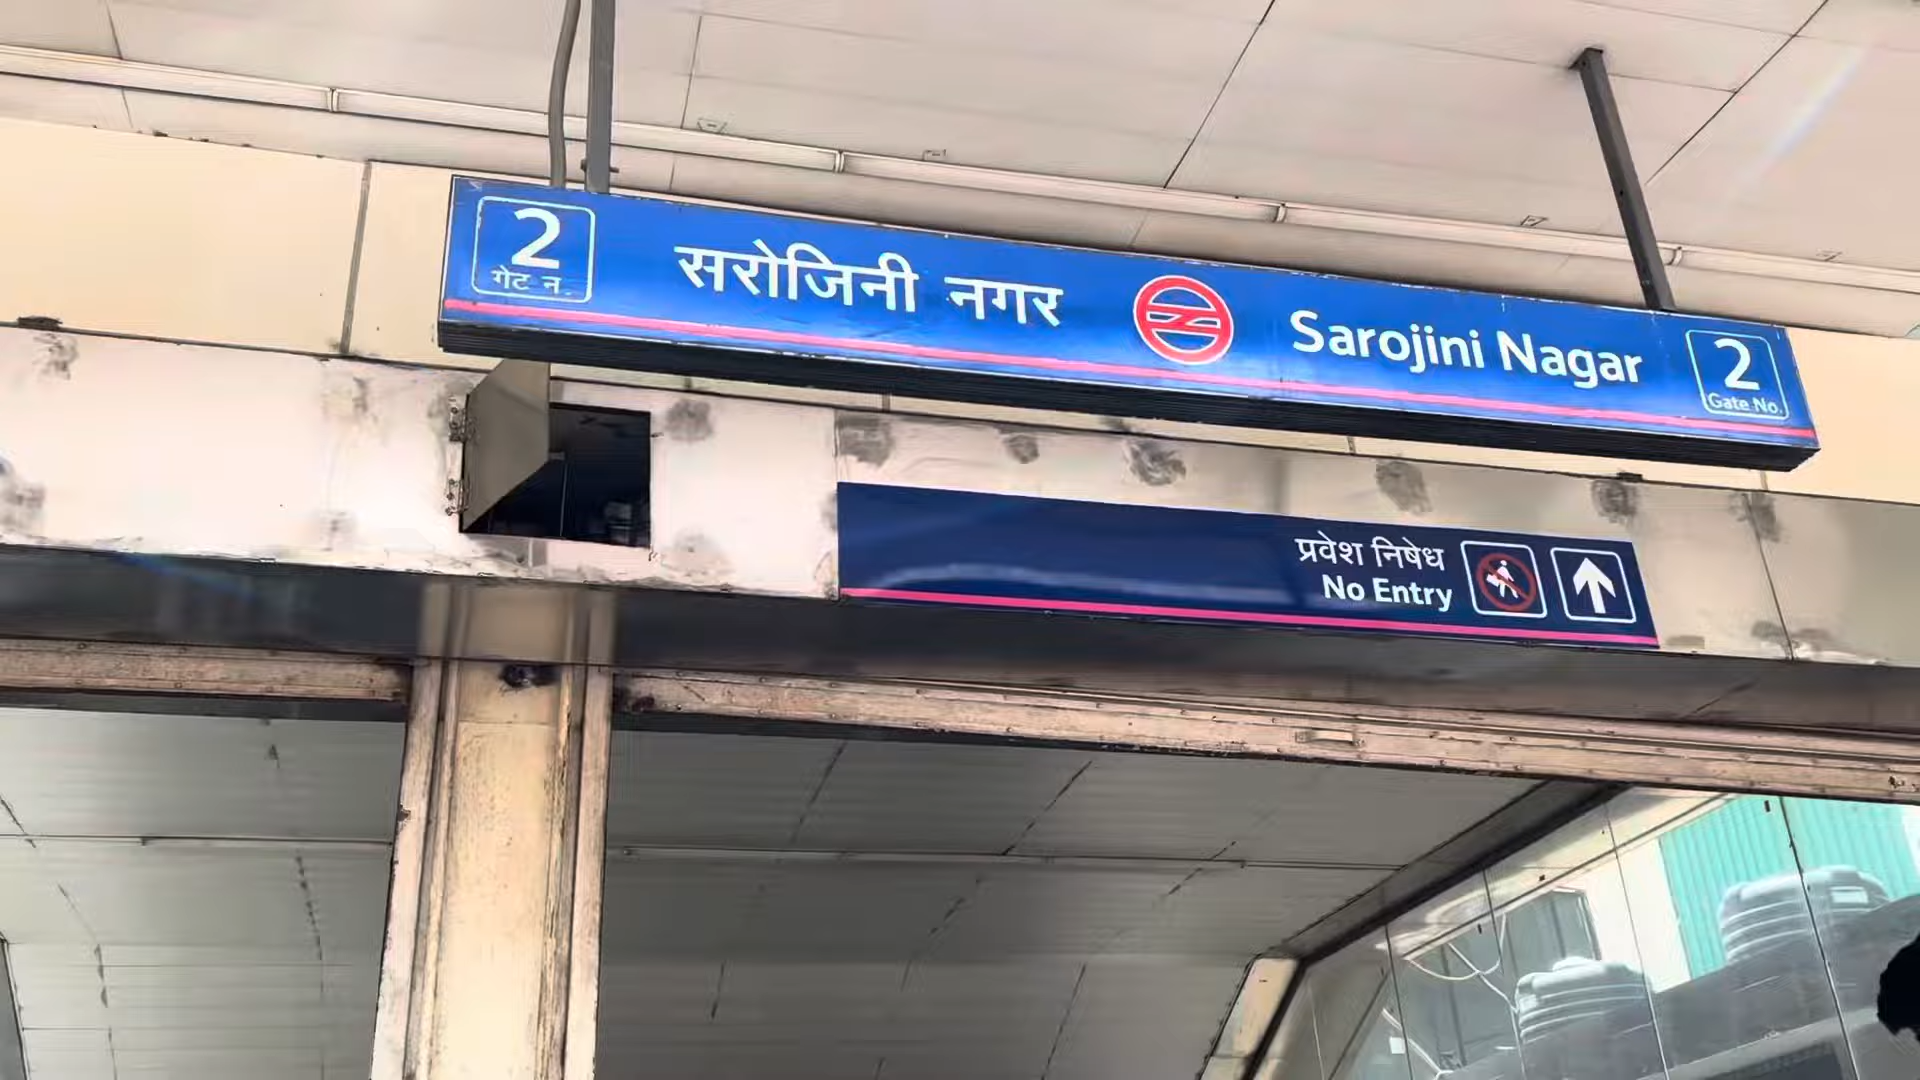 2
गेट न.
सरोजिनी नगर
Sarojini Nagar
2
Gate No.
प्रवेश निषेध
No Entry